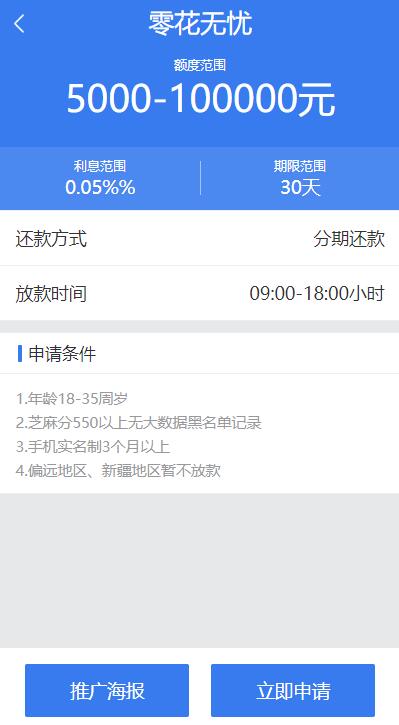 零花无忧
额度范围
5000-100000元
利息范围
期限范围
0.05%%
30天
还款方式
分期还款
放款时间
09:00-18:00小时
申请条件
1.年龄18-35周岁
2.芝麻分550以上无大数据黑名单记录
3.手机实名制3个月以上
4.偏远地区、新疆地区暂不放款
推广海报
立即申请